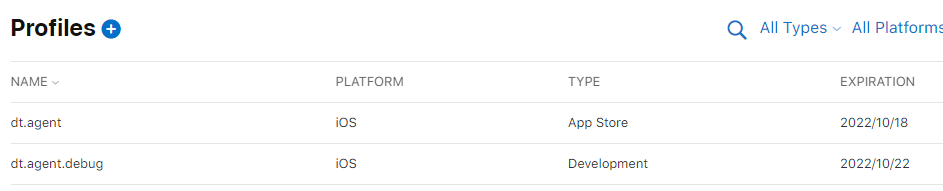 Profiles
All Types All Platforms
NAME PLATFORM TYPE EXPIRATION
dt.agent iOS App Store 2022/10/18
dt.agent.debug iOS Development 2022/10/22